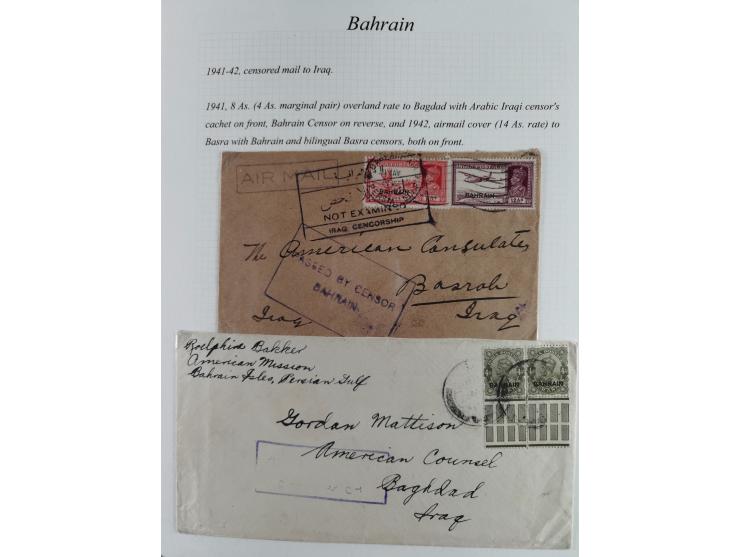 Bahrain
1941-42, censored mail to Iraq.
1941, 8 As. (4 As. marginal pair) overland rate to Bagdad with Arabic Iraqi censor's
cachet on front, Bahrain Censor on reverse, and 1942, airmail cover (14 As. rate) to
Basra with Bahrain and bilingual Basra censors, both on front.
AIR MAIL
BAHRAIN
BAHRAIN
12As
NOT EXAMINED
IRAQ CENSORSHIP
The American Consulate
PASSED BY CENSOR
BAHRAIN
Basrah
Iraq
Iraq
Roelphina Bakker
American Mission
Bahrain Isles, Persian Gulf
BAHRAIN
BAHRAIN
Gordan Mattison
American Counsel
Baghdad
Iraq